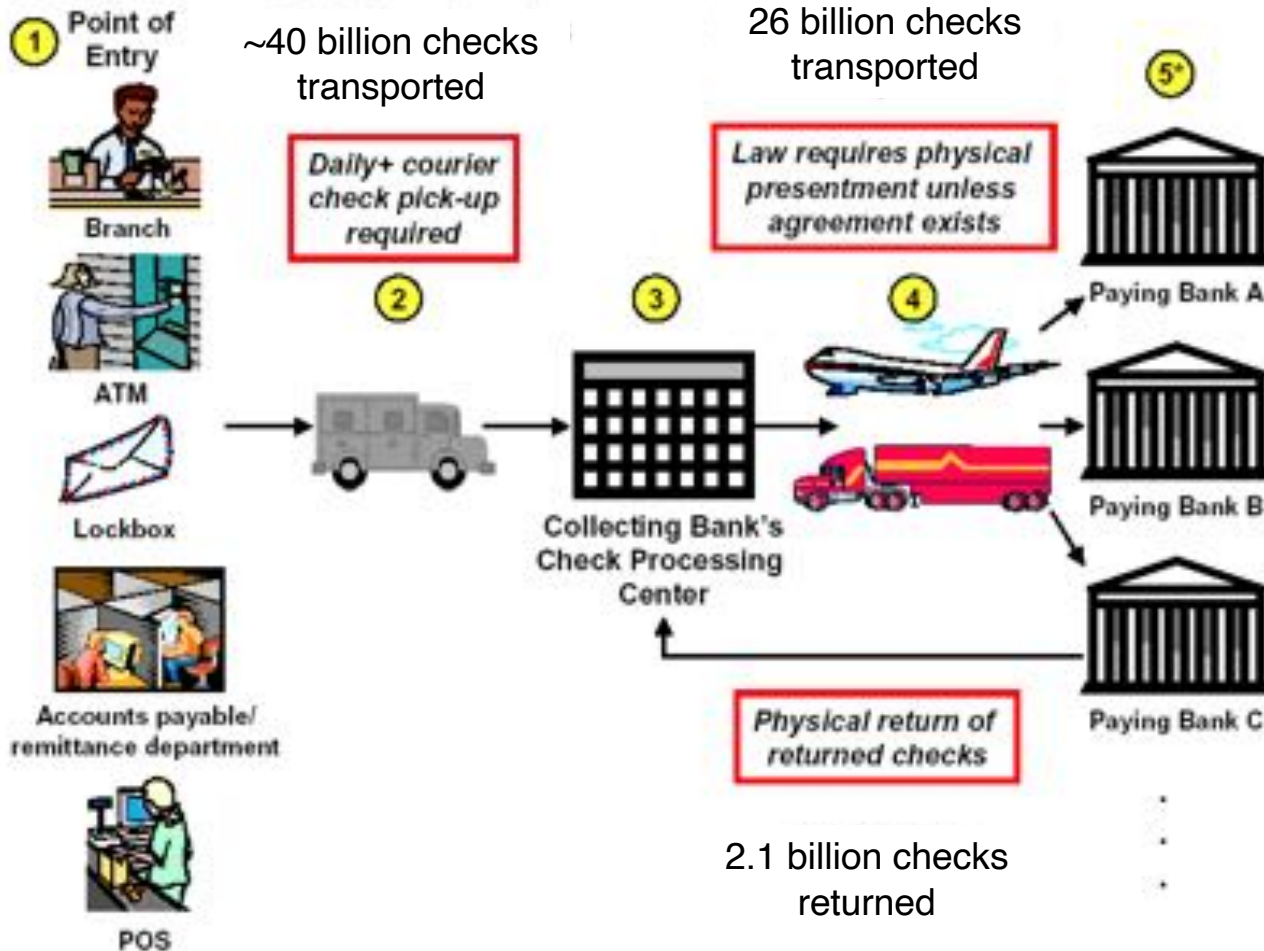 1
Point of
Entry
~40 billion checks
transported
26 billion checks
transported
5*
Daily+ courier
check pick-up
required
Law requires physical
presentment unless
agreement exists
Branch
2
3
4
Paying Bank A
ATM
Lockbox
Paying Bank B
Collecting Bank's
Check Processing
Center
Accounts payable/
remittance department
Physical return of
returned checks
Paying Bank C
2.1 billion checks
returned
POS